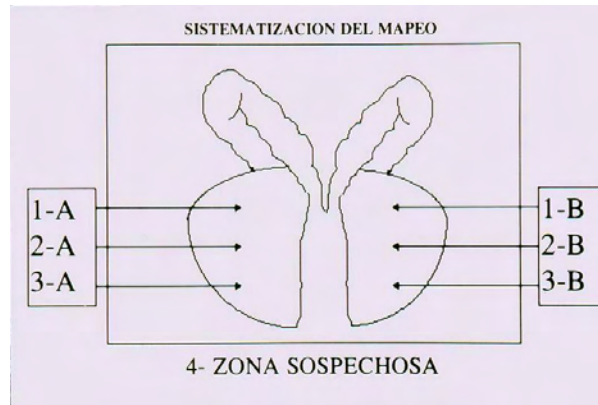 SISTEMATIZACION DEL MAPEO
1-A
2-A
3-A
1-B
2-B
3-B
4- ZONA SOSPECHOSA